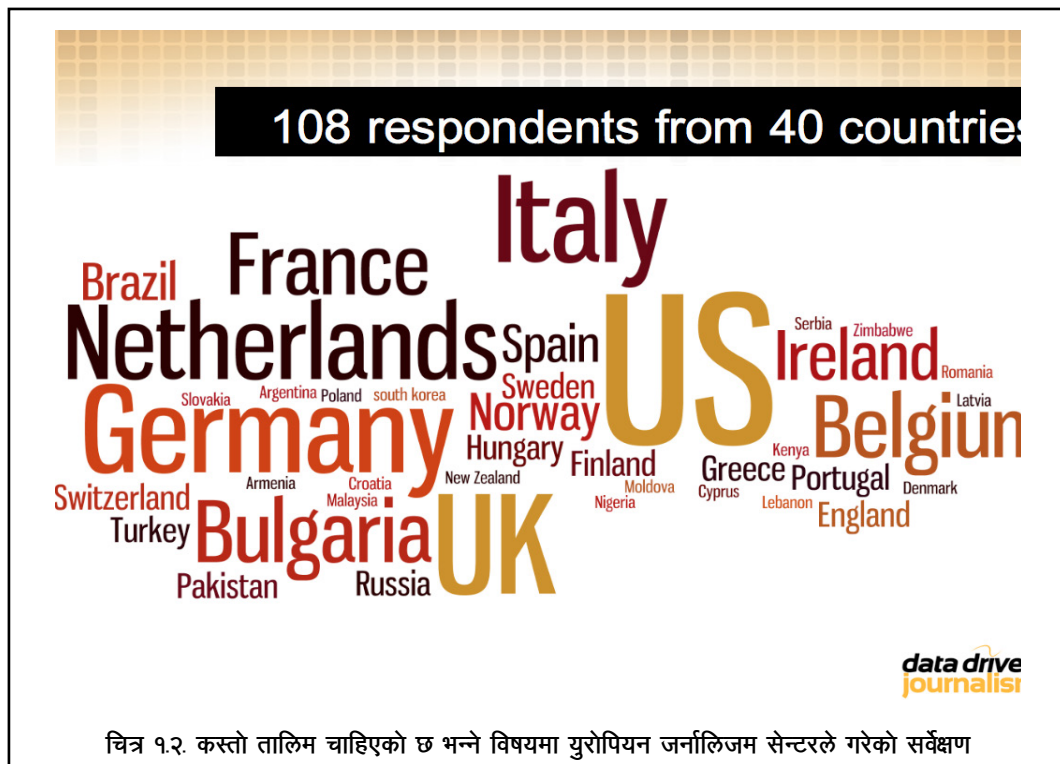 108 respondents from 40 countries
Italy
France
Brazil
Netherlands
Spain
US
Serbia
Zimbabwe
Ireland
Romania
Sweden
Slovakia
Argentina
Poland
south korea
Germany
Norway
Latvia
Belgium
Hungary
Kenya
Finland
Greece
Portugal
New Zealand
Armenia
Croatia
Moldova
Cyprus
Denmark
Switzerland
Malaysia
Nigeria
Lebanon
England
Turkey
Bulgaria
UK
Pakistan
Russia
data drive
journalis
चित्र १.२. कस्तो तालिम चाहिएको छ भन्ने विषयमा युरोपियन जर्नालिजम सेन्टरले गरेको सर्वेक्षण